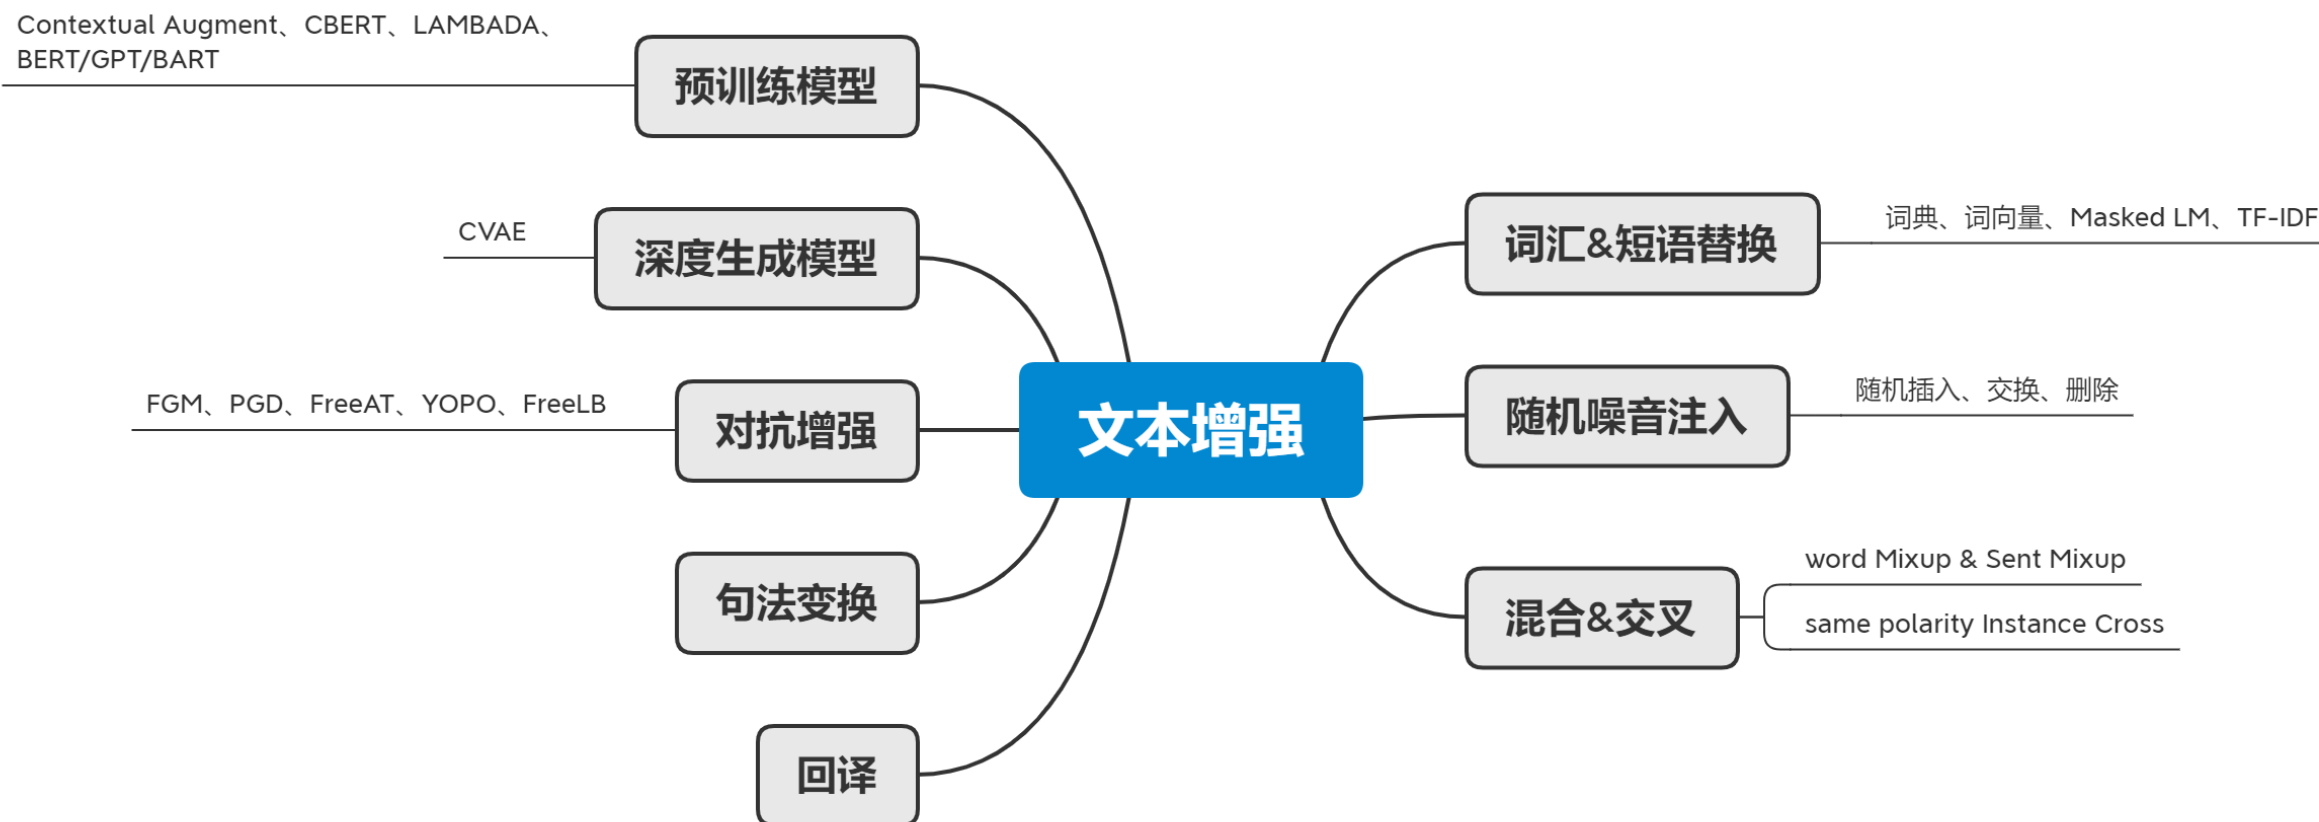 Contextual Augment、CBERT、LAMBADA、
BERT/GPT/BART
预训练模型
CVAE
深度生成模型
FGM、PGD、FreeAT、YOPO、FreeLB
对抗增强
句法变换
回译
文本增强
词汇&短语替换
词典、词向量、Masked LM、TF-IDF
随机噪音注入
随机插入、交换、删除
混合&交叉
word Mixup & Sent Mixup
same polarity Instance Cross